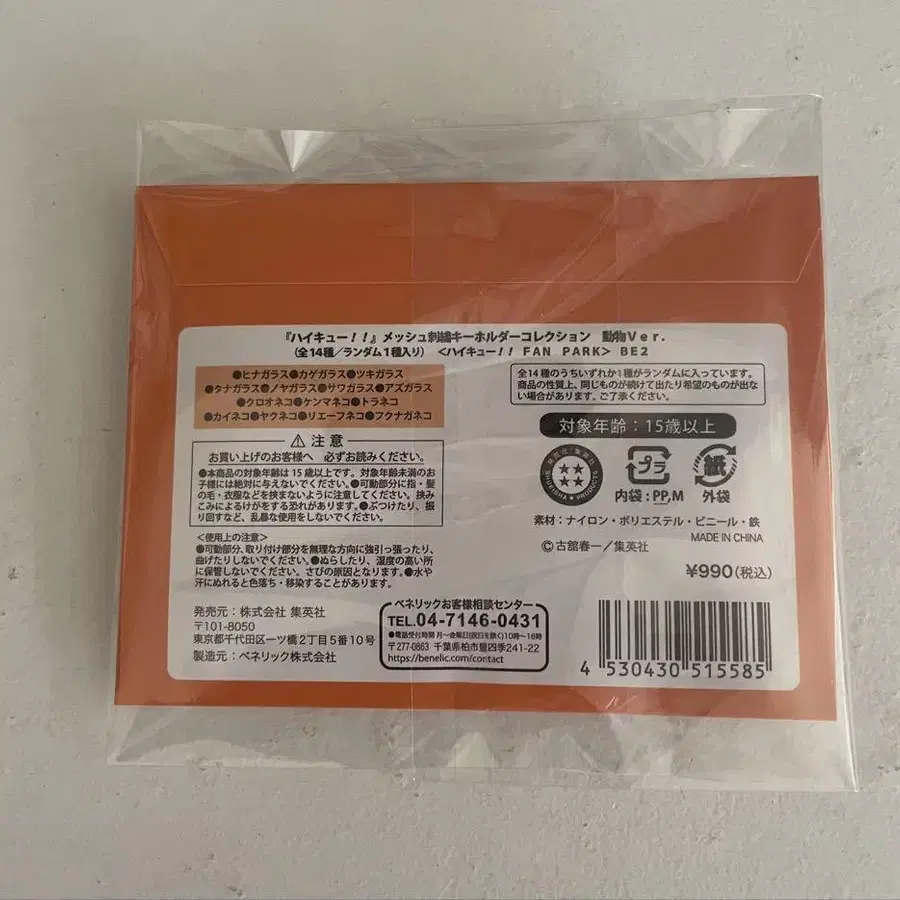 『ハイキュー！！』メッシュ刺繍キーホルダーコレクション　動物Ver.
（全14種／ランダム1種入り）　＜ハイキュー！！ FAN PARK＞ BE2
●ヒナガラス●カゲガラス●ツキガラス
●タナガラス●ノヤガラス●サワガラス●アズガラス
●クロオネコ●ケンマネコ●トラネコ
●カイネコ●ヤクネコ●リエーフネコ●フクナガネコ
⚠ 注意
お買い上げのお客様へ　必ずお読みください。
●本商品の対象年齢は15歳以上です。対象年齢未満のお
子様には絶対に与えないでください。●可動部分に指・髪
の毛・衣服などを挟まないように注意してください。挟み
こみによるけがをする恐れがあります。●ぶつけたり、振
り回すなど、乱暴な使用をしないでください。
＜使用上の注意＞
●可動部分、取り付け部分を無理な方向に強引っ張ったり、
曲げたりしないでください。●ぬらしたり、湿度の高い所
に保管しないでください。さびの原因となります。●水や
汗にぬれると色落ち・移染することがあります。
発売元：株式会社 集英社
〒101-8050
東京都千代田区一ツ橋2丁目5番10号
製造元：ベネリック株式会社
ベネリックお客様相談センター
TEL.04-7146-0431
●電話受付時間 月～金曜日(祝日を除く)10時～16時
〒277-0863 千葉県柏市豊四季241-22
https://benelic.com/contact
全14種のうちいずれか1種がランダムに入っています。
商品の性質上、同じものが続けて出たり希望のものが出な
い場合があります。ご了承ください。
対象年齢：15歳以上
SHUEISHA PRODUCTS
プラ
紙
内袋：PP,M
外袋
素材：ナイロン・ポリエステル・ビニール・鉄
MADE IN CHINA
©古舘春一／集英社
¥990（税込）
4 530430 515585